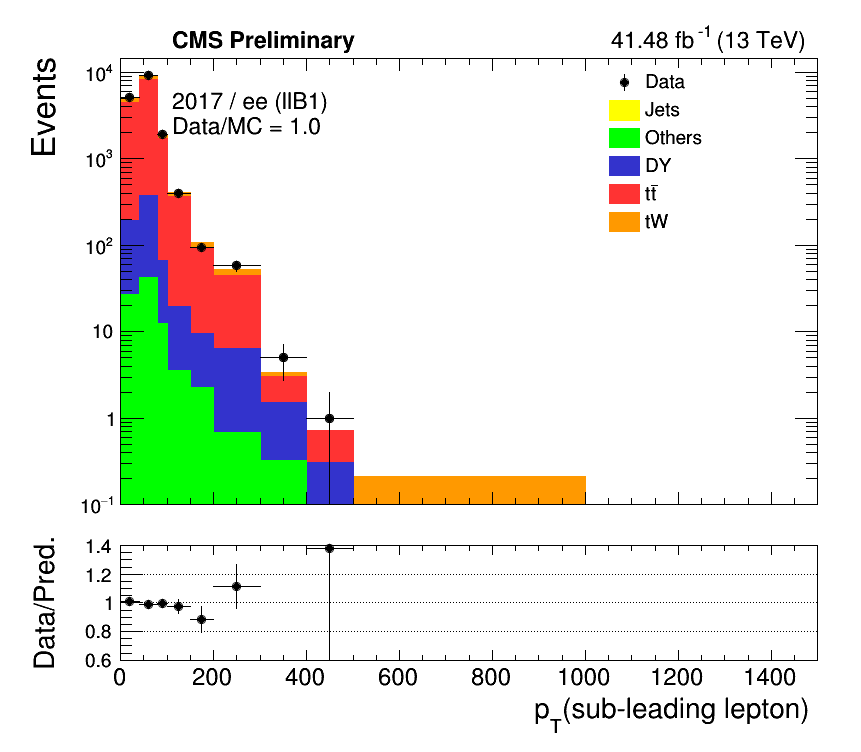 CMS Preliminary
41.48 fb⁻¹ (13 TeV)
Events
10⁴
10³
10²
10
1
10⁻¹
2017 / ee (IIB1)
Data/MC = 1.0
Data
Jets
Others
DY
tt̄
tW
Data/Pred.
1.4
1.2
1
0.8
0.6
0 200 400 600 800 1000 1200 1400
p_T(sub-leading lepton)